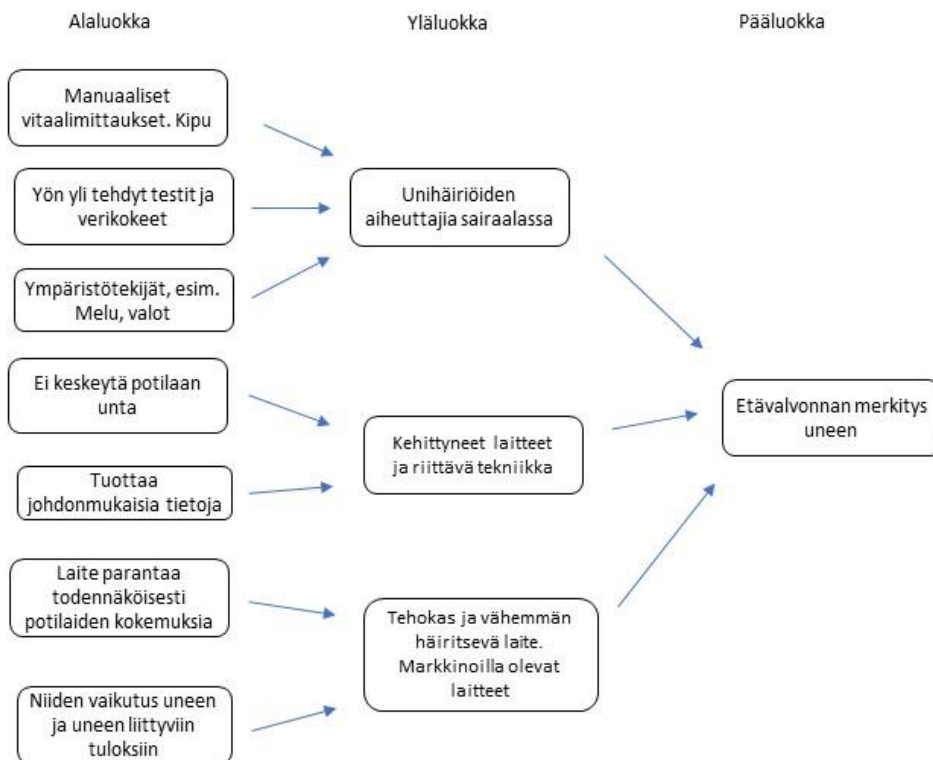 Alaluokka
Yläluokka
Pääluokka
Manuaaliset
vitaalimittaukset. Kipu
Yön yli tehdyt testit ja
verikokeet
Ympäristötekijät, esim.
Melu, valot
Ei keskeytä potilaan
unta
Tuottaa
johdonmukaisia tietoja
Laite parantaa
todennäköisesti
potilaiden kokemuksia
Niiden vaikutus uneen
ja uneen liittyviin
tuloksiin
Unihäiriöiden
aiheuttajia sairaalassa
Kehittyneet laitteet
ja riittävä tekniikka
Tehokas ja vähemmän
häiritsevä laite.
Markkinoilla olevat
laitteet
Etävalvonnan merkitys
uneen